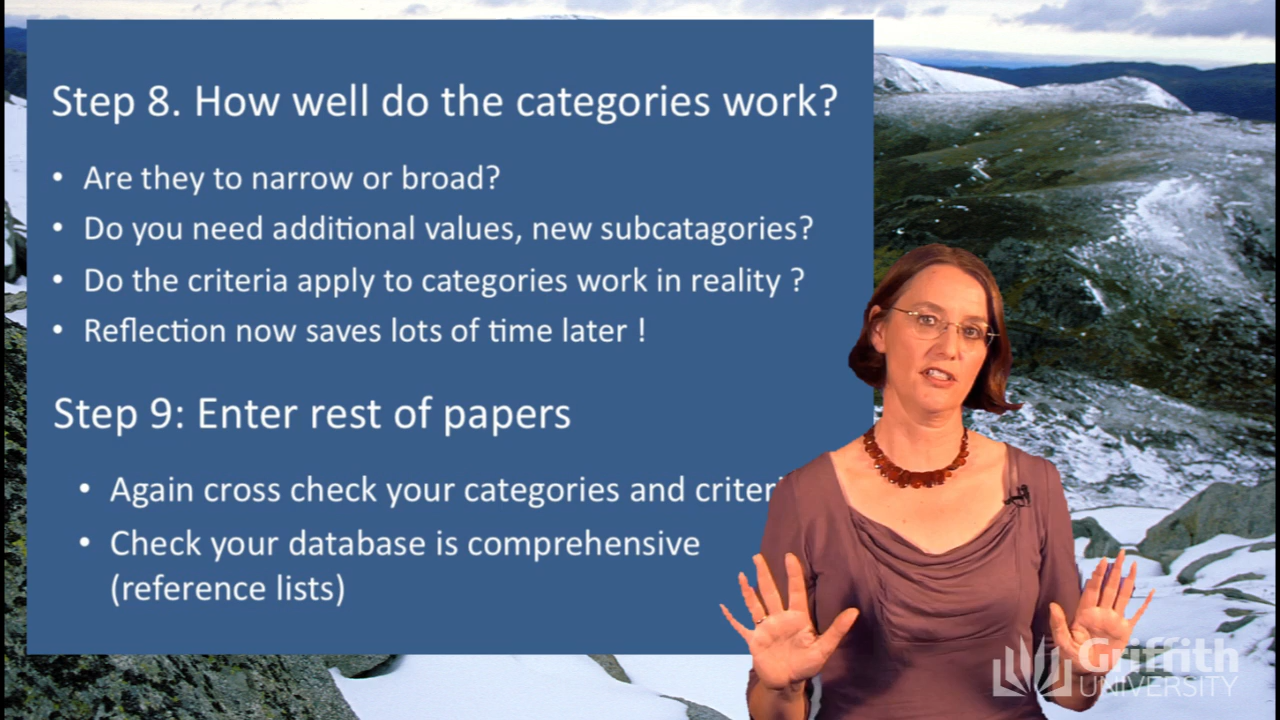 Step 8. How well do the categories work?
• Are they to narrow or broad?
• Do you need additional values, new subcatagories?
• Do the criteria apply to categories work in reality ?
• Reflection now saves lots of time later !
Step 9: Enter rest of papers
• Again cross check your categories and
• Check your database is comprehensive
(reference lists)
Griffith
UNIVERSITY